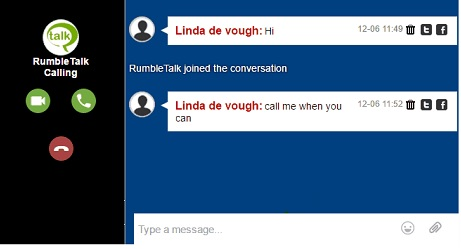 talk
RumbleTalk
Calling
Linda de vough: Hi
12-06 11:49
RumbleTalk joined the conversation
Linda de vough: call me when you
can
12-06 11:52
Type a message...